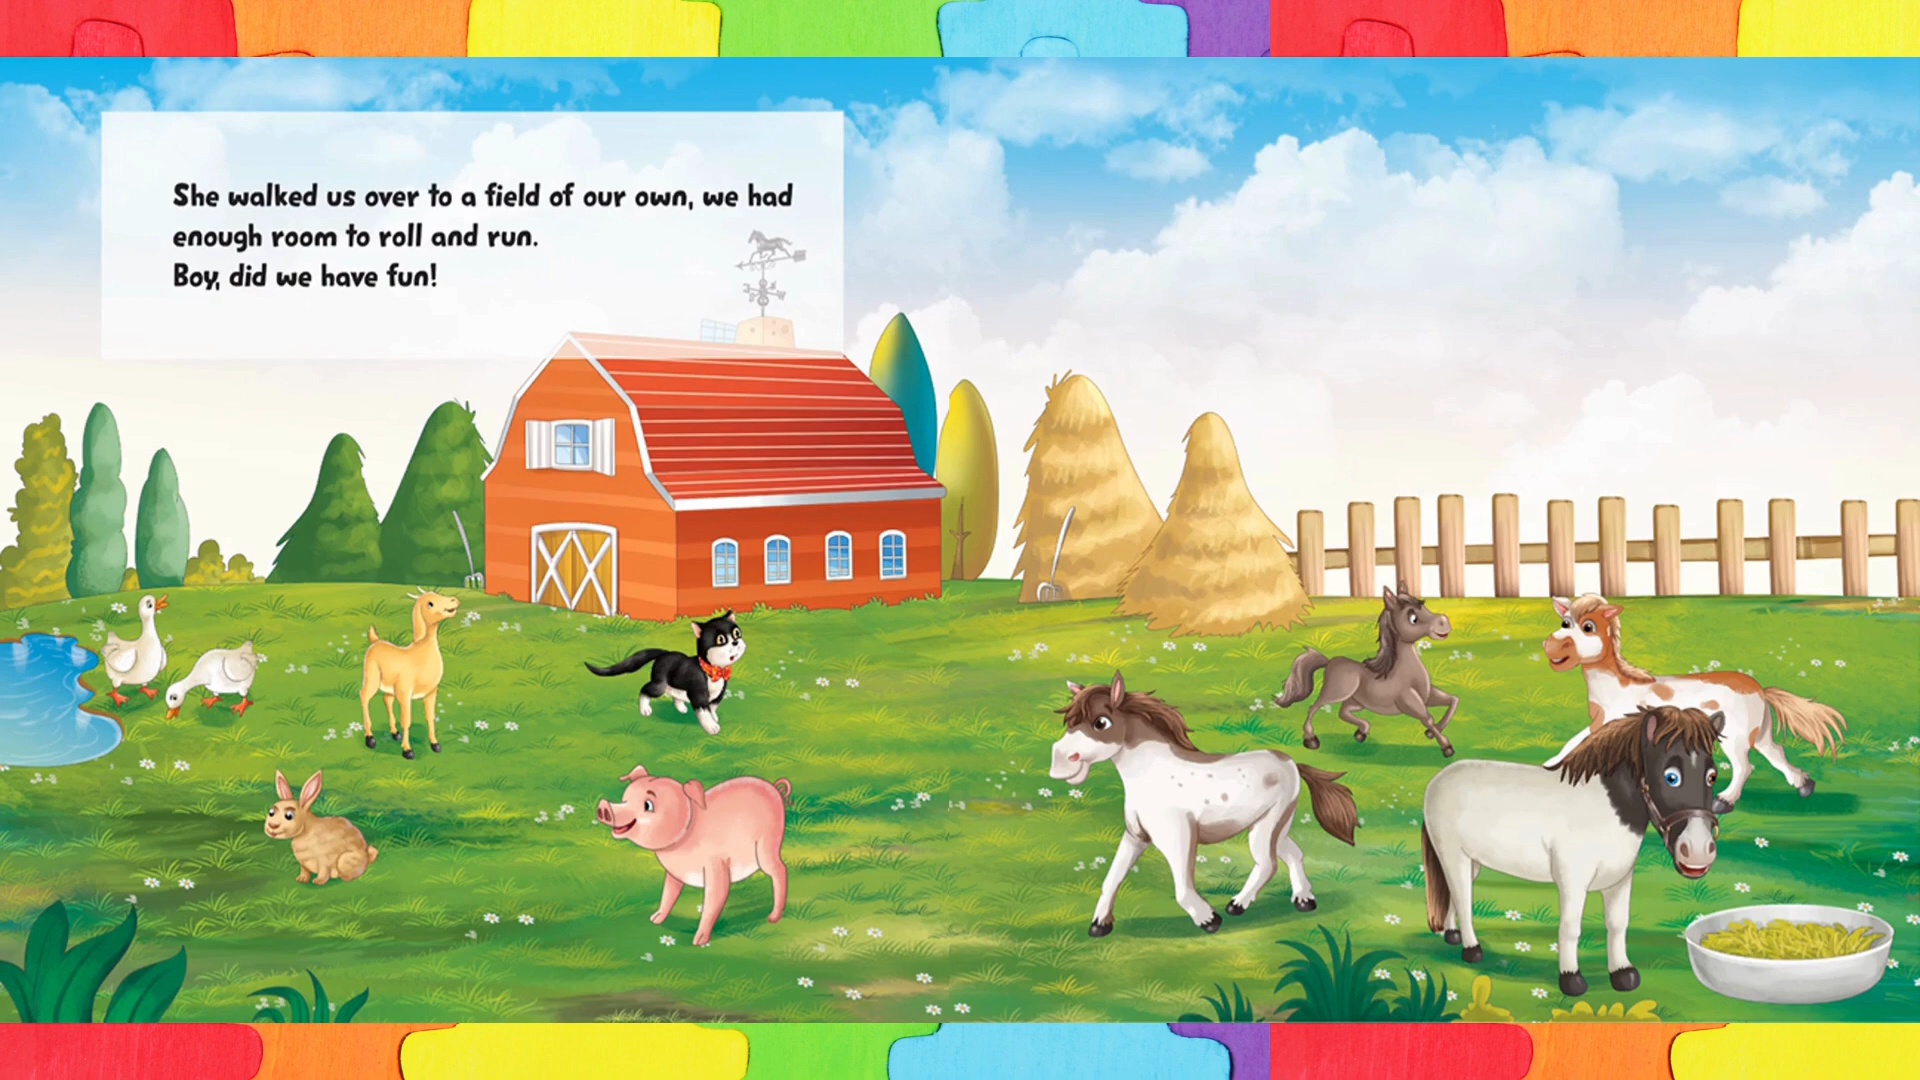 She walked us over to a field of our own, we had
enough room to roll and run.
Boy, did we have fun!